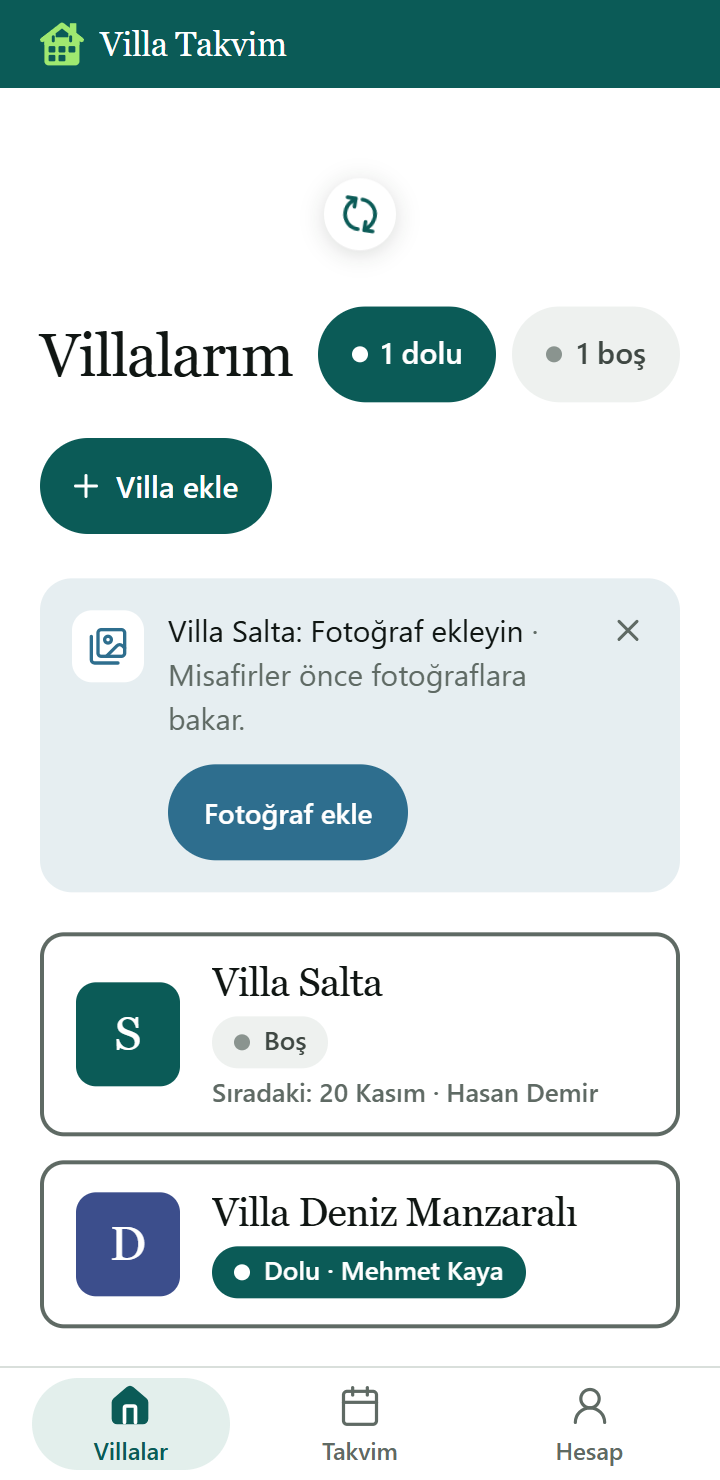 Villa Takvim
Villalarım
1 dolu
1 boş
Villa ekle
Villa Salta: Fotoğraf ekleyin ·
Misafirler önce fotoğraflara
bakar.
Fotoğraf ekle
S
Villa Salta
Boş
Sıradaki: 20 Kasım · Hasan Demir
D
Villa Deniz Manzaralı
Dolu · Mehmet Kaya
Villalar
Takvim
Hesap